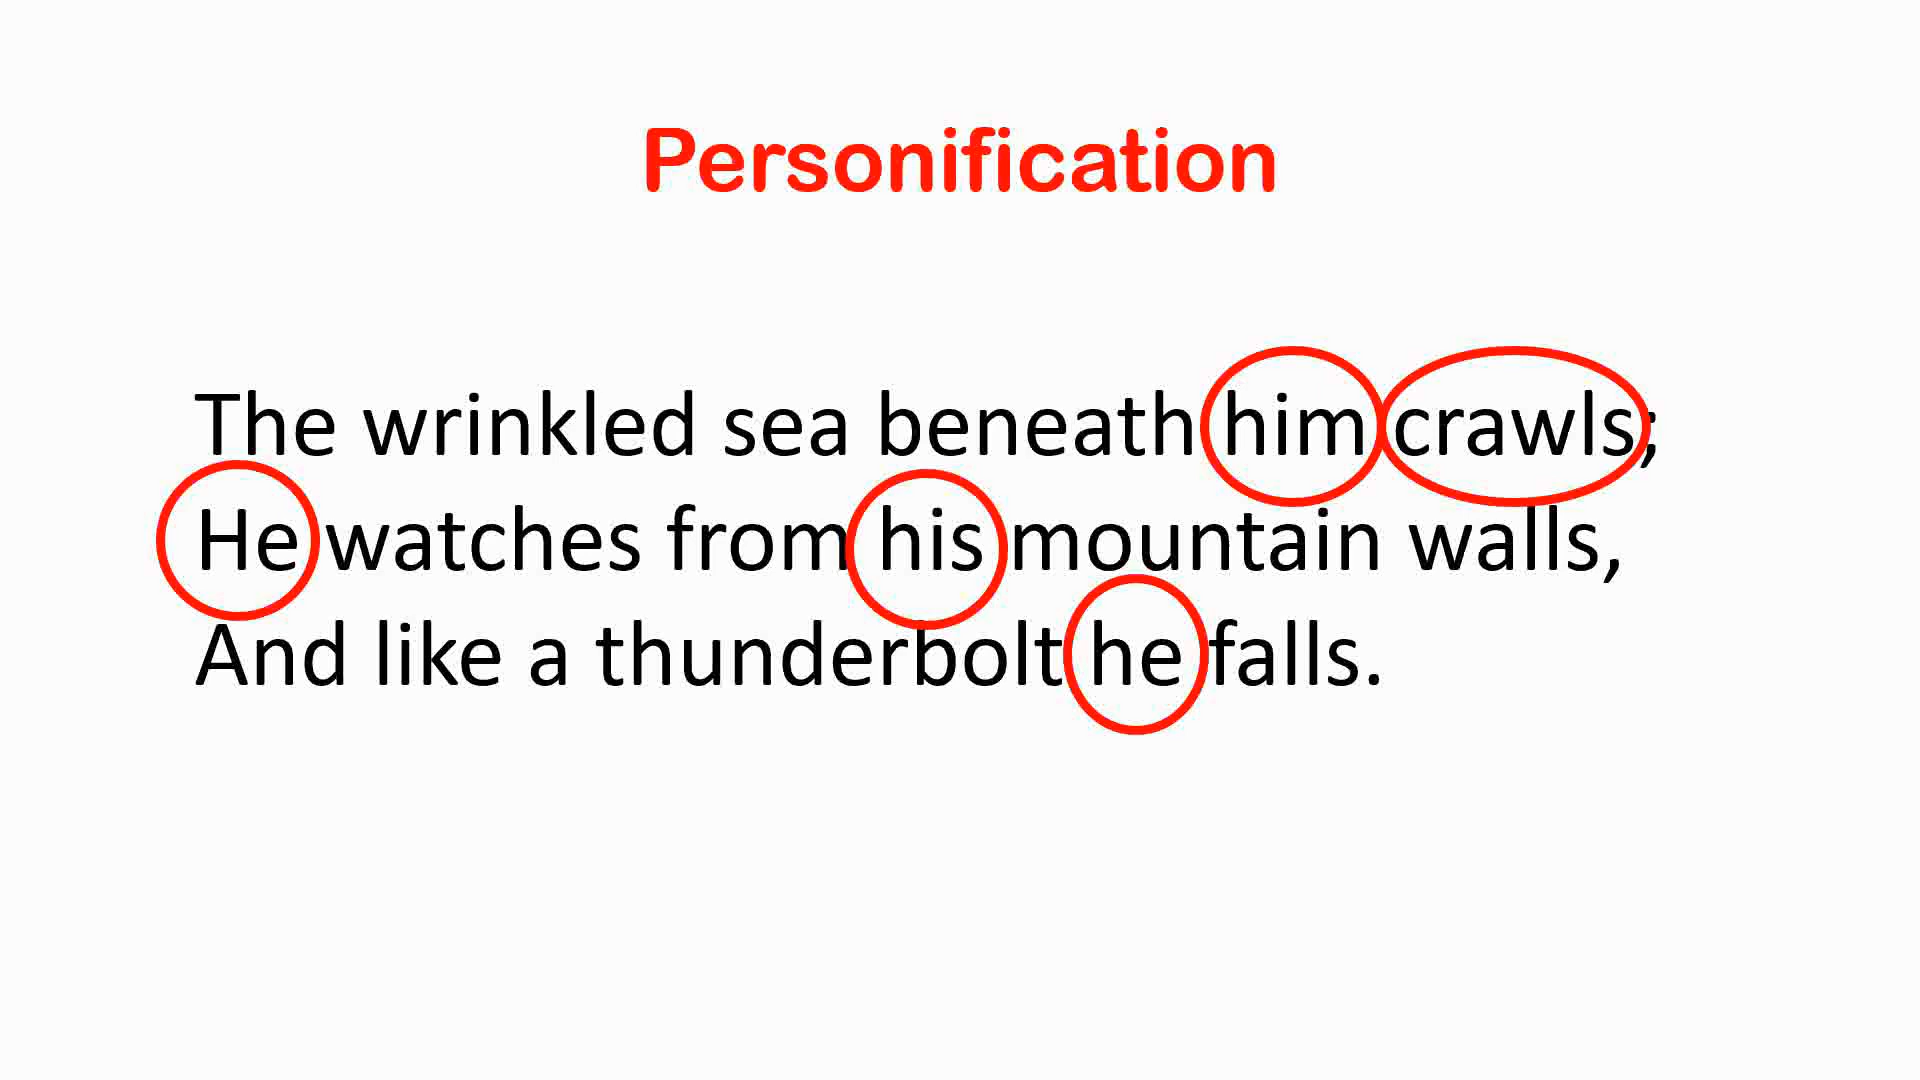 Personification
The wrinkled sea beneath him crawls;
He watches from his mountain walls,
And like a thunderbolt he falls.